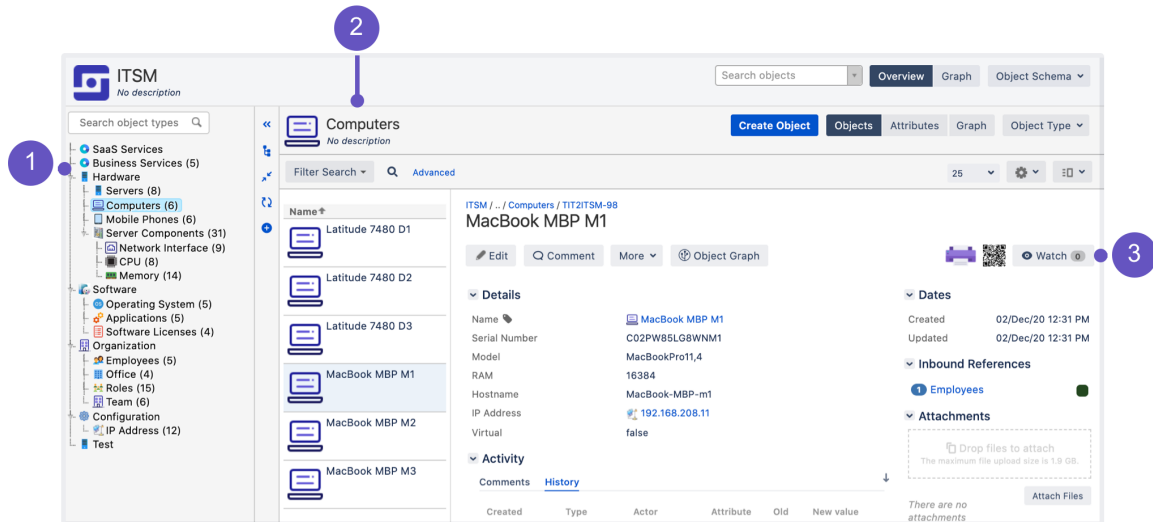 2
ITSM
No description
Search objects
Overview
Graph
Object Schema
Search object types
1
SaaS Services
Business Services (5)
Hardware
Servers (8)
Computers (6)
Mobile Phones (6)
Server Components (31)
Network Interface (9)
CPU (8)
Memory (14)
Software
Operating System (5)
Applications (5)
Software Licenses (4)
Organization
Employees (5)
Office (4)
Roles (15)
Team (6)
Configuration
IP Address (12)
Test
Computers
No description
Create Object
Objects
Attributes
Graph
Object Type
Filter Search
Advanced
25
Name
Latitude 7480 D1
Latitude 7480 D2
Latitude 7480 D3
MacBook MBP M1
MacBook MBP M2
MacBook MBP M3
ITSM / .. / Computers / TIT2ITSM-98
MacBook MBP M1
Edit
Comment
More
Object Graph
Watch 0
3
Details
Name MacBook MBP M1
Serial Number C02PW85LG8WNM1
Model MacBookPro11,4
RAM 16384
Hostname MacBook-MBP-m1
IP Address 192.168.208.11
Virtual false
Activity
Comments History
Created Type Actor Attribute Old New value
Dates
Created 02/Dec/20 12:31 PM
Updated 02/Dec/20 12:31 PM
Inbound References
1 Employees
Attachments
Drop files to attach
The maximum file upload size is 1.9 GB.
Attach Files
There are no
attachments